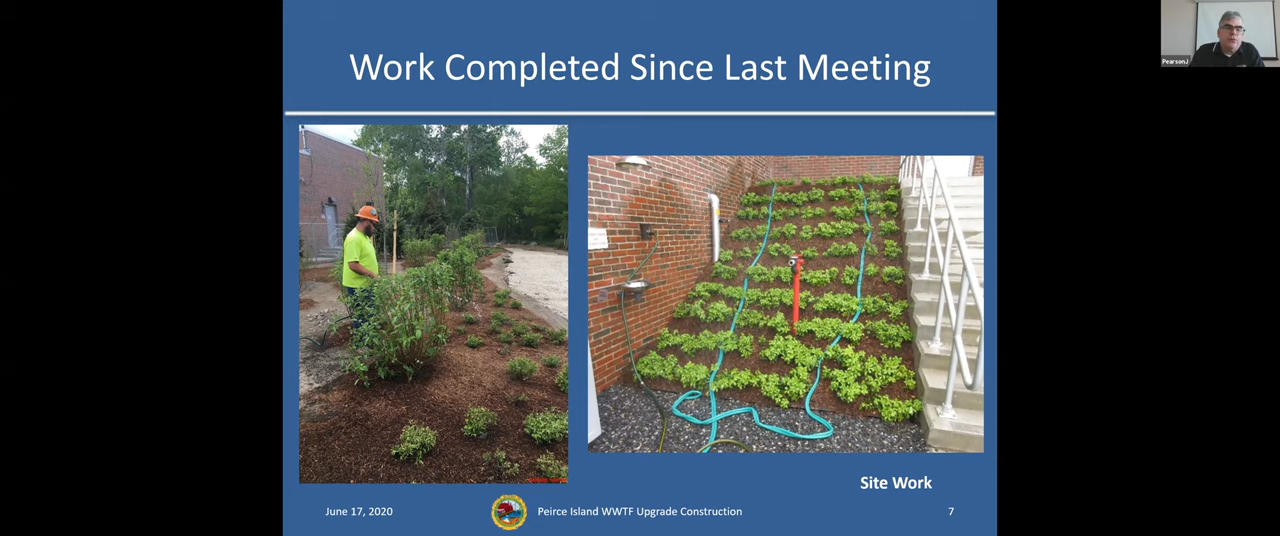 Work Completed Since Last Meeting
PearsonJ
Site Work
June 17, 2020
Peirce Island WWTF Upgrade Construction
7